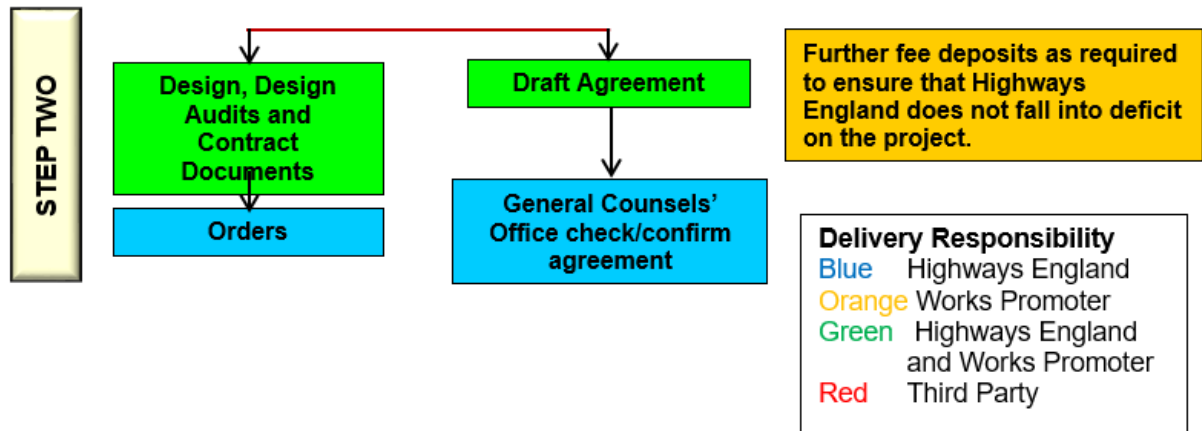 STEP TWO
Design, Design
Audits and
Contract
Documents
Orders
Draft Agreement
General Counsels’
Office check/confirm
agreement
Further fee deposits as required
to ensure that Highways
England does not fall into deficit
on the project.
Delivery Responsibility
Blue Highways England
Orange Works Promoter
Green Highways England
and Works Promoter
Red Third Party